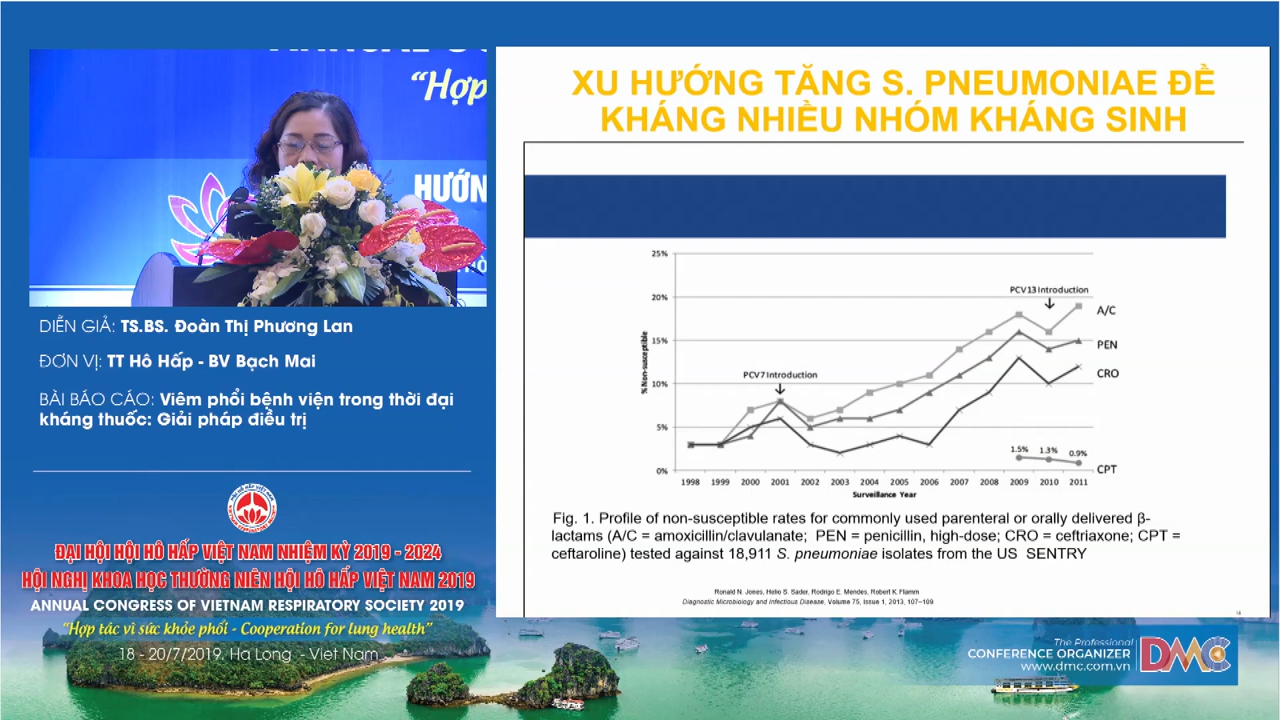 “Hợp
HƯỚN
DIỄN GIẢ: TS.BS. Đoàn Thị Phương Lan
ĐƠN VỊ: TT Hô Hấp - BV Bạch Mai
BÀI BÁO CÁO: Viêm phổi bệnh viện trong thời đại
kháng thuốc: Giải pháp điều trị
ĐẠI HỘI HỘI HÔ HẤP VIỆT NAM NHIỆM KỲ 2019 - 2024
HỘI NGHỊ KHOA HỌC THƯỜNG NIÊN HỘI HÔ HẤP VIỆT NAM 2019
ANNUAL CONGRESS OF VIETNAM RESPIRATORY SOCIETY 2019
“Hợp tác vì sức khỏe phổi - Cooperation for lung health”
18 - 20/7/2019. Ha Long - Viet Nam
XU HƯỚNG TĂNG S. PNEUMONIAE ĐỀ
KHÁNG NHIỀU NHÓM KHÁNG SINH
25%
20%
15%
10%
5%
0%
% Non-susceptible
PCV7 Introduction
PCV13 Introduction
A/C
PEN
CRO
1.5% 1.3% 0.9%
CPT
1998 1999 2000 2001 2002 2003 2004 2005 2006 2007 2008 2009 2010 2011
Surveillance Year
Fig. 1. Profile of non-susceptible rates for commonly used parenteral or orally delivered β-
lactams (A/C = amoxicillin/clavulanate; PEN = penicillin, high-dose; CRO = ceftriaxone; CPT =
ceftaroline) tested against 18,911 S. pneumoniae isolates from the US SENTRY
Ronald N. Jones, Helio S. Sader, Rodrigo E. Mendes, Robert K. Flamm
Diagnostic Microbiology and Infectious Disease, Volume 75, Issue 1, 2013, 107–109
The Professional
CONFERENCE ORGANIZER
www.dmc.com.vn
DMC